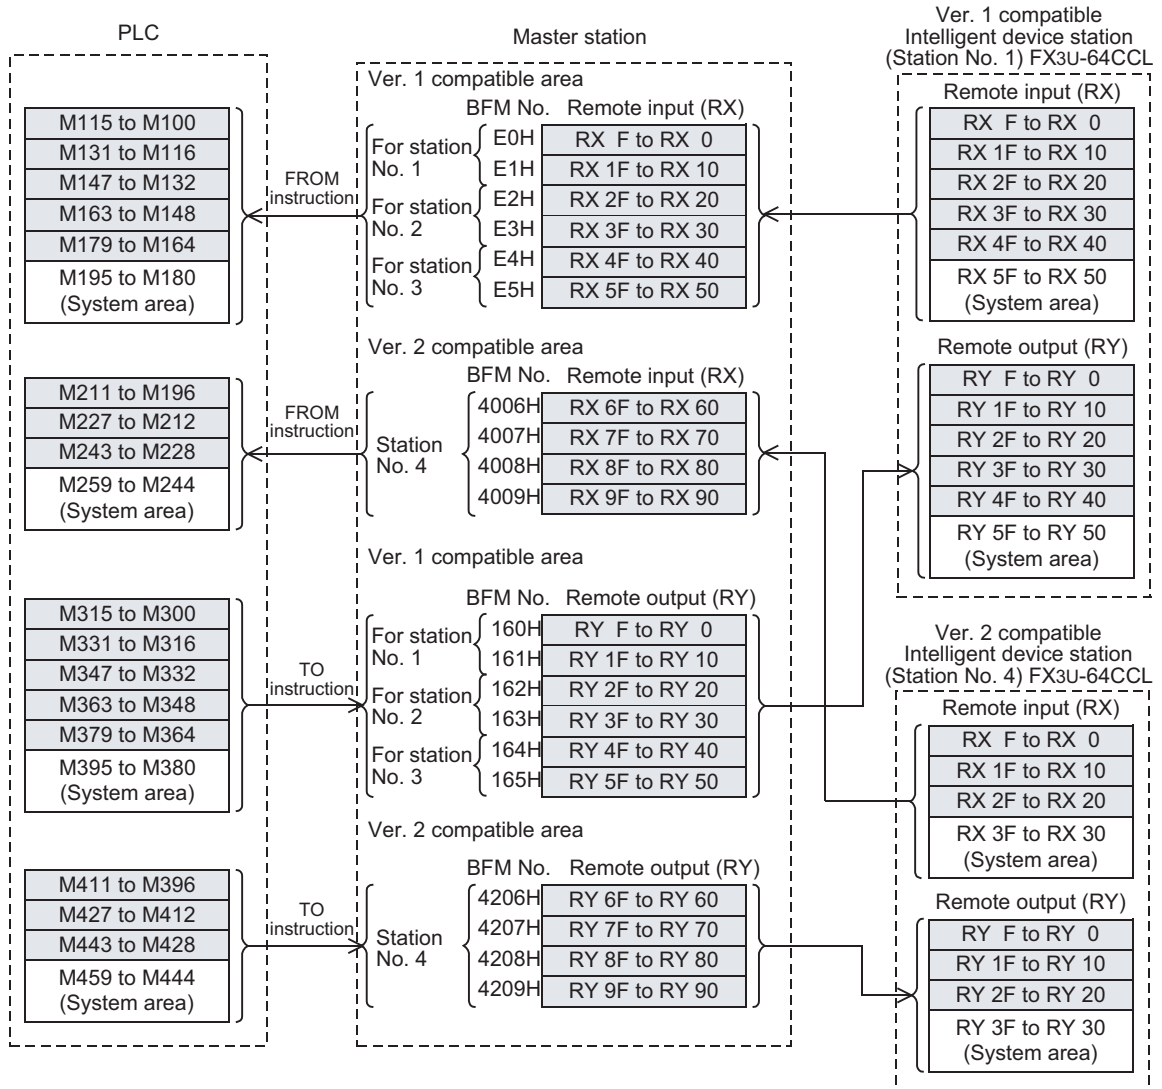 PLC
M115 to M100
M131 to M116
M147 to M132
M163 to M148
M179 to M164
M195 to M180
(System area)
M211 to M196
M227 to M212
M243 to M228
M259 to M244
(System area)
M315 to M300
M331 to M316
M347 to M332
M363 to M348
M379 to M364
M395 to M380
(System area)
M411 to M396
M427 to M412
M443 to M428
M459 to M444
(System area)
FROM
instruction
FROM
instruction
TO
instruction
TO
instruction
Master station
Ver. 1 compatible area
BFM No. Remote input (RX)
For station
No. 1
E0H RX F to RX 0
E1H RX 1F to RX 10
For station
No. 2
E2H RX 2F to RX 20
E3H RX 3F to RX 30
For station
No. 3
E4H RX 4F to RX 40
E5H RX 5F to RX 50
Ver. 2 compatible area
BFM No. Remote input (RX)
Station
No. 4
4006H RX 6F to RX 60
4007H RX 7F to RX 70
4008H RX 8F to RX 80
4009H RX 9F to RX 90
Ver. 1 compatible area
BFM No. Remote output (RY)
For station
No. 1
160H RY F to RY 0
161H RY 1F to RY 10
For station
No. 2
162H RY 2F to RY 20
163H RY 3F to RY 30
For station
No. 3
164H RY 4F to RY 40
165H RY 5F to RY 50
Ver. 2 compatible area
BFM No. Remote output (RY)
Station
No. 4
4206H RY 6F to RY 60
4207H RY 7F to RY 70
4208H RY 8F to RY 80
4209H RY 9F to RY 90
Ver. 1 compatible
Intelligent device station
(Station No. 1) FX3U-64CCL
Remote input (RX)
RX F to RX 0
RX 1F to RX 10
RX 2F to RX 20
RX 3F to RX 30
RX 4F to RX 40
RX 5F to RX 50
(System area)
Remote output (RY)
RY F to RY 0
RY 1F to RY 10
RY 2F to RY 20
RY 3F to RY 30
RY 4F to RY 40
RY 5F to RY 50
(System area)
Ver. 2 compatible
Intelligent device station
(Station No. 4) FX3U-64CCL
Remote input (RX)
RX F to RX 0
RX 1F to RX 10
RX 2F to RX 20
RX 3F to RX 30
(System area)
Remote output (RY)
RY F to RY 0
RY 1F to RY 10
RY 2F to RY 20
RY 3F to RY 30
(System area)